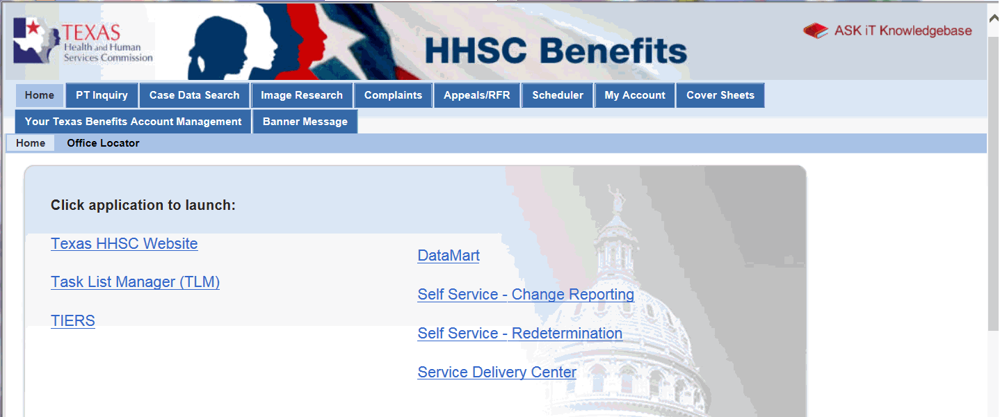 TEXAS
Health and Human
Services Commission
HHSC Benefits
ASK iT Knowledgebase
Home PT Inquiry Case Data Search Image Research Complaints Appeals/RFR Scheduler My Account Cover Sheets
Your Texas Benefits Account Management Banner Message
Home Office Locator
Click application to launch:
Texas HHSC Website
DataMart
Task List Manager (TLM)
Self Service - Change Reporting
TIERS
Self Service - Redetermination
Service Delivery Center